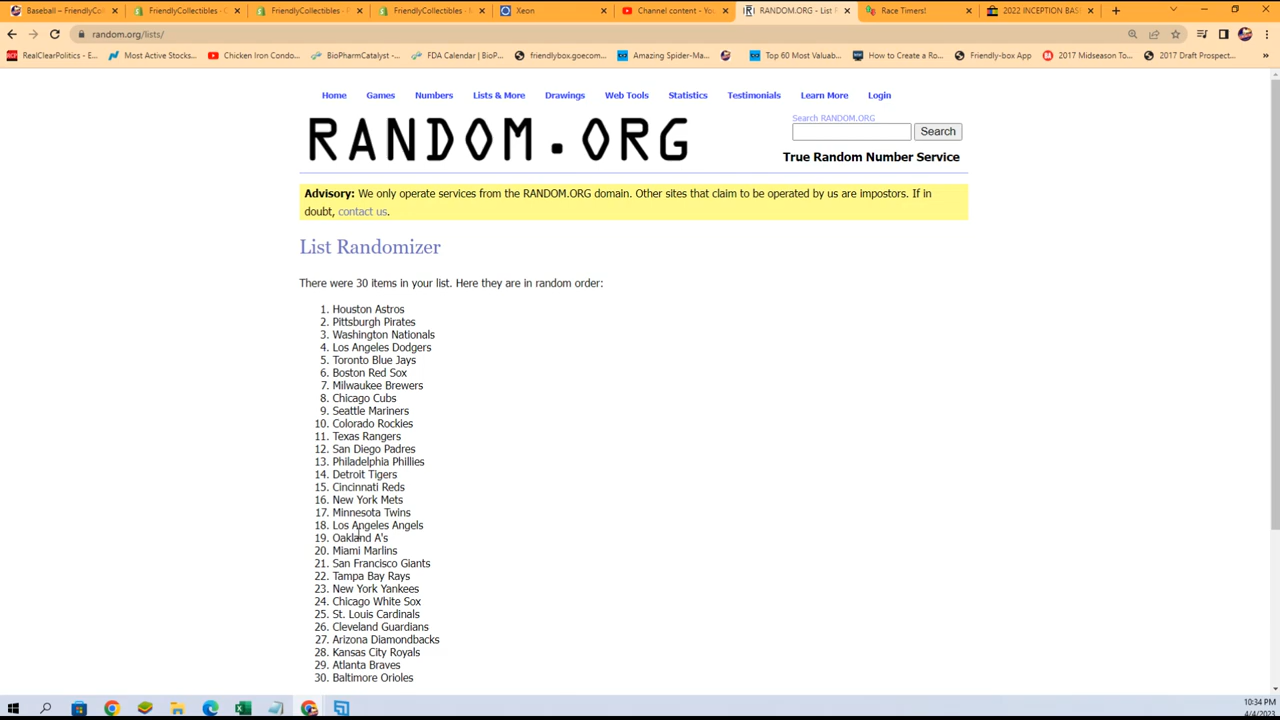 Baseball – FriendlyCol
FriendlyCollectibles - C
FriendlyCollectibles - F
FriendlyCollectibles - M
Xeon
Channel content - Yo
RANDOM.ORG - List R
Race Timers!
2022 INCEPTION BAS
random.org/lists/
RealClearPolitics - E...
Most Active Stocks...
Chicken Iron Condo...
BioPharmCatalyst -...
FDA Calendar | BioP...
friendlybox.goecom...
Amazing Spider-Ma...
Top 60 Most Valuab...
How to Create a Ro...
Friendly-box App
2017 Midseason To...
2017 Draft Prospect...
Home Games Numbers Lists & More Drawings Web Tools Statistics Testimonials Learn More Login
Search RANDOM.ORG
RANDOM.ORG
Search
True Random Number Service
Advisory: We only operate services from the RANDOM.ORG domain. Other sites that claim to be operated by us are impostors. If in
doubt, contact us.
List Randomizer
There were 30 items in your list. Here they are in random order:
1. Houston Astros
2. Pittsburgh Pirates
3. Washington Nationals
4. Los Angeles Dodgers
5. Toronto Blue Jays
6. Boston Red Sox
7. Milwaukee Brewers
8. Chicago Cubs
9. Seattle Mariners
10. Colorado Rockies
11. Texas Rangers
12. San Diego Padres
13. Philadelphia Phillies
14. Detroit Tigers
15. Cincinnati Reds
16. New York Mets
17. Minnesota Twins
18. Los Angeles Angels
19. Oakland A's
20. Miami Marlins
21. San Francisco Giants
22. Tampa Bay Rays
23. New York Yankees
24. Chicago White Sox
25. St. Louis Cardinals
26. Cleveland Guardians
27. Arizona Diamondbacks
28. Kansas City Royals
29. Atlanta Braves
30. Baltimore Orioles
10:34 PM
4/4/2023